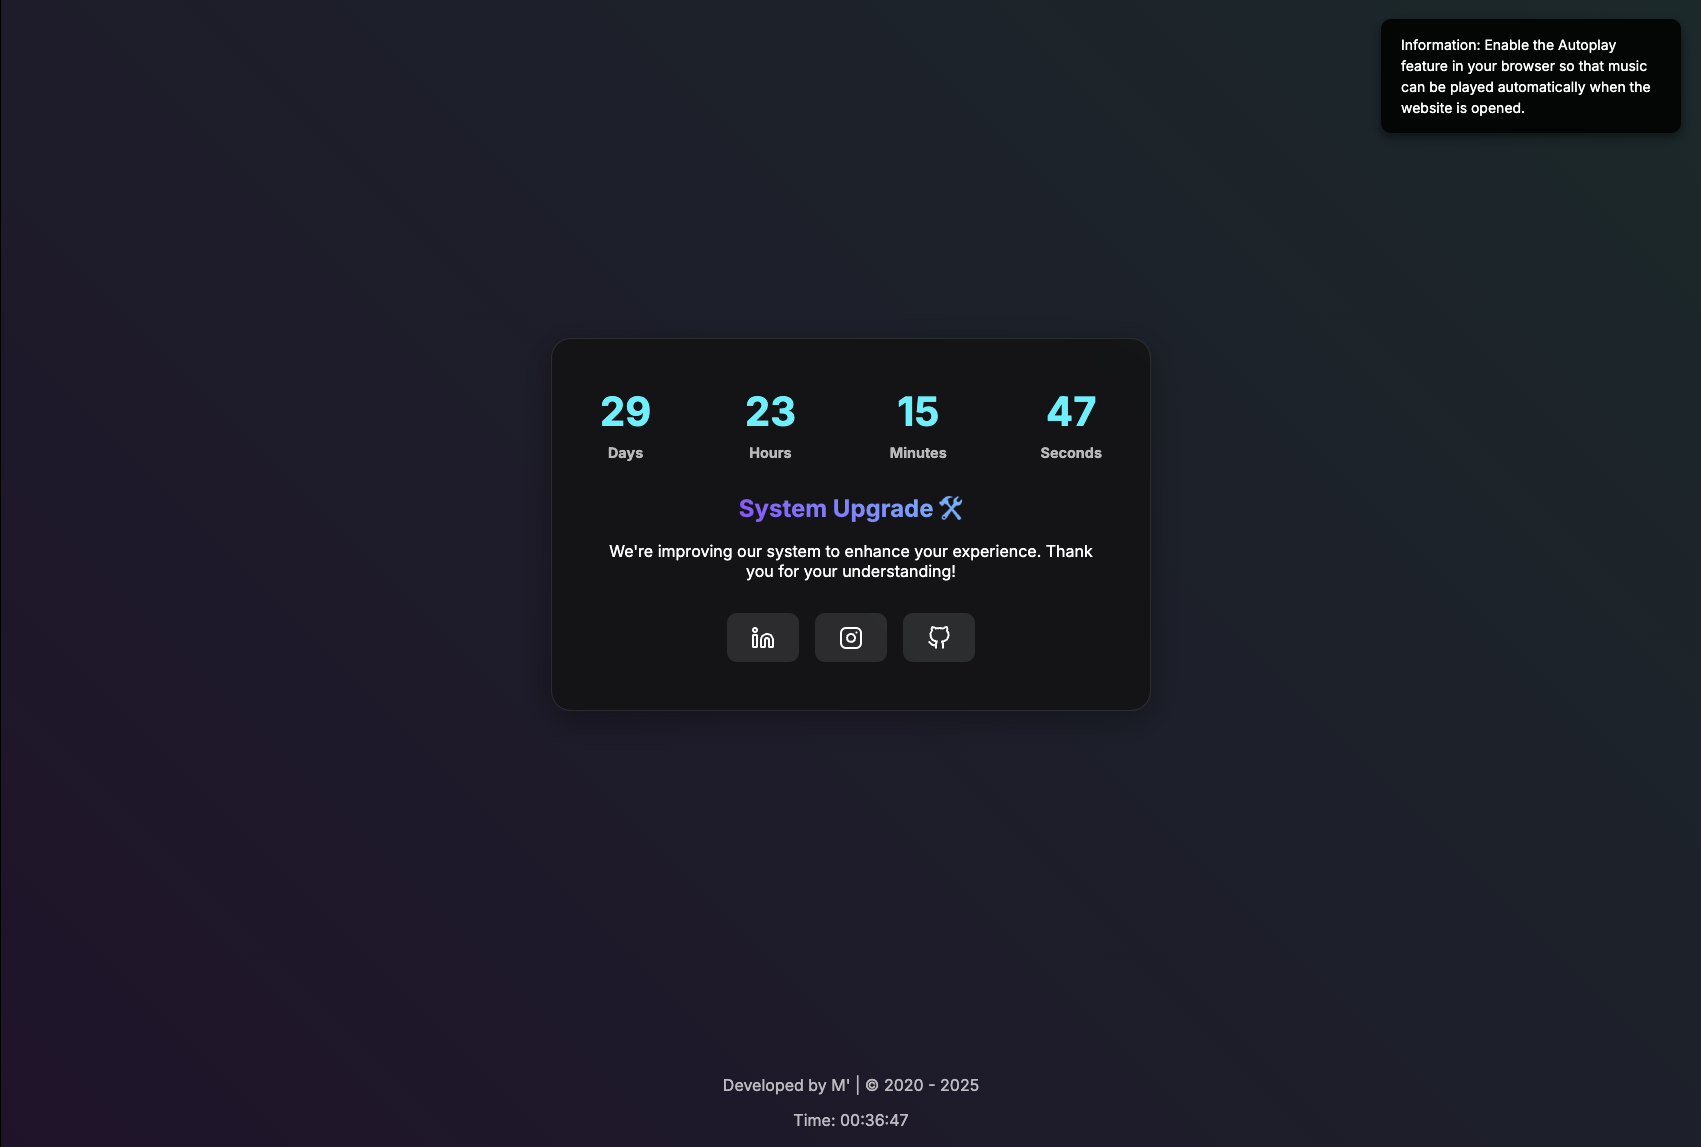 Information: Enable the Autoplay
feature in your browser so that music
can be played automatically when the
website is opened.
29 23 15 47
Days Hours Minutes Seconds
System Upgrade 🛠
We're improving our system to enhance your experience. Thank
you for your understanding!
Developed by M' | © 2020 - 2025
Time: 00:36:47